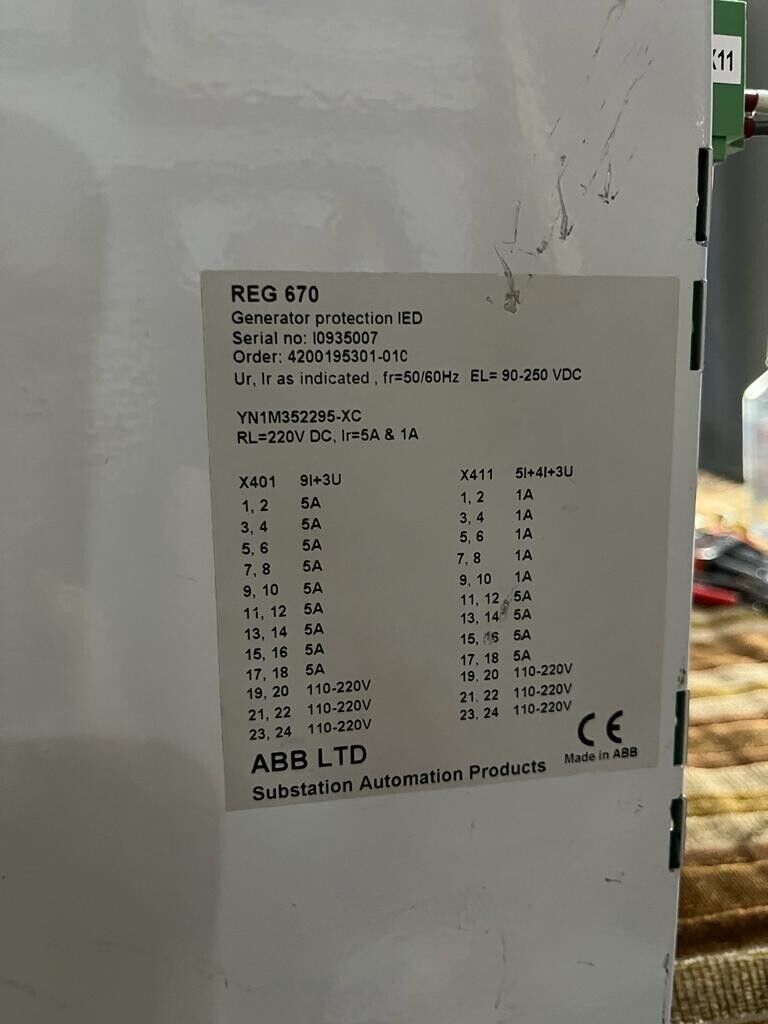 X11
REG 670
Generator protection IED
Serial no: I0935007
Order: 4200195301-01C
Ur, Ir as indicated , fr=50/60Hz EL= 90-250 VDC
YN1M352295-XC
RL=220V DC, Ir=5A & 1A
X401 9I+3U
1, 2 5A
3, 4 5A
5, 6 5A
7, 8 5A
9, 10 5A
11, 12 5A
13, 14 5A
15, 16 5A
17, 18 5A
19, 20 110-220V
21, 22 110-220V
23, 24 110-220V
X411 5I+4I+3U
1, 2 1A
3, 4 1A
5, 6 1A
7, 8 1A
9, 10 1A
11, 12 5A
13, 14 5A
15, 16 5A
17, 18 5A
19, 20 110-220V
21, 22 110-220V
23, 24 110-220V
ABB LTD
Substation Automation Products
CE
Made in ABB